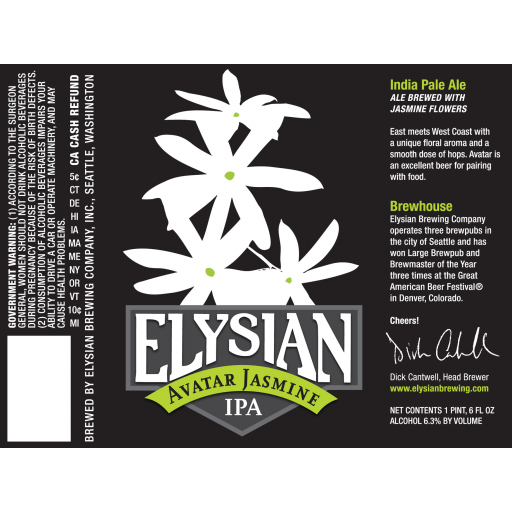 GOVERNMENT WARNING: (1) ACCORDING TO THE SURGEON
GENERAL, WOMEN SHOULD NOT DRINK ALCOHOLIC BEVERAGES
DURING PREGNANCY BECAUSE OF THE RISK OF BIRTH DEFECTS.
(2) CONSUMPTION OF ALCOHOLIC BEVERAGES IMPAIRS YOUR
ABILITY TO DRIVE A CAR OR OPERATE MACHINERY, AND MAY
CAUSE HEALTH PROBLEMS.
CA CASH REFUND
5¢
CT
DE
HI
IA
MA
ME
NY
OR
VT
10¢
MI
BREWED BY ELYSIAN BREWING COMPANY, INC., SEATTLE, WASHINGTON
ELYSIAN
AVATAR JASMINE
IPA
India Pale Ale
ALE BREWED WITH
JASMINE FLOWERS
East meets West Coast with
a unique floral aroma and a
smooth dose of hops. Avatar is
an excellent beer for pairing
with food.
Brewhouse
Elysian Brewing Company
operates three brewpubs in
the city of Seattle and has
won Large Brewpub and
Brewmaster of the Year
three times at the Great
American Beer Festival®
in Denver, Colorado.
Cheers!
Dick Cantwell
Dick Cantwell, Head Brewer
www.elysianbrewing.com
NET CONTENTS 1 PINT, 6 FL OZ
ALCOHOL 6.3% BY VOLUME